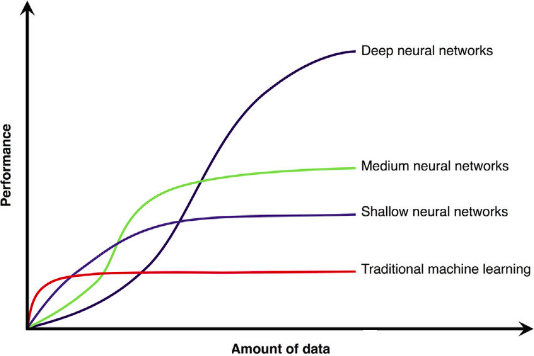 Deep neural networks
Medium neural networks
Shallow neural networks
Traditional machine learning
Performance
Amount of data